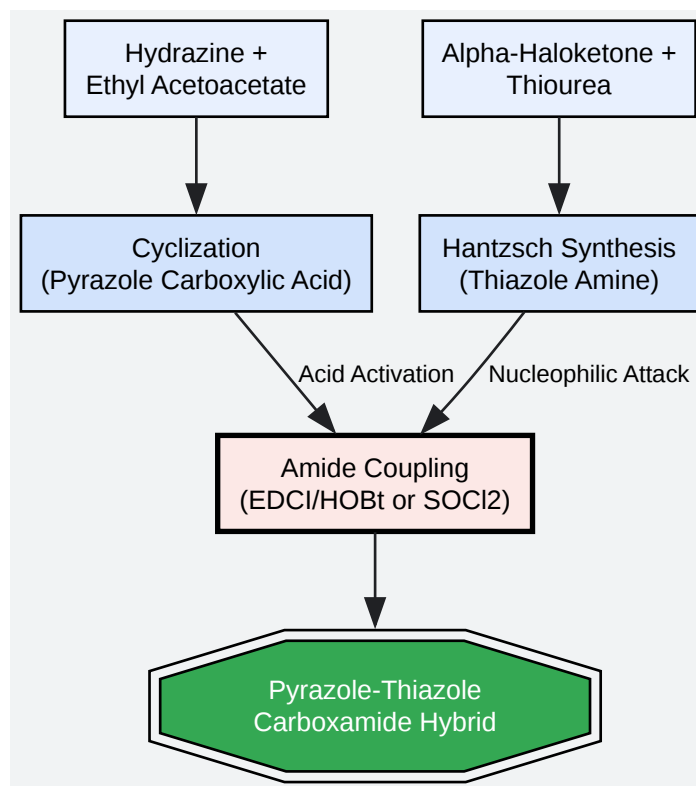 Hydrazine +
Ethyl Acetoacetate
Alpha-Haloketone +
Thiourea
Cyclization
(Pyrazole Carboxylic Acid)
Hantzsch Synthesis
(Thiazole Amine)
Acid Activation
Nucleophilic Attack
Amide Coupling
(EDCI/HOBt or SOCl2)
Pyrazole-Thiazole
Carboxamide Hybrid